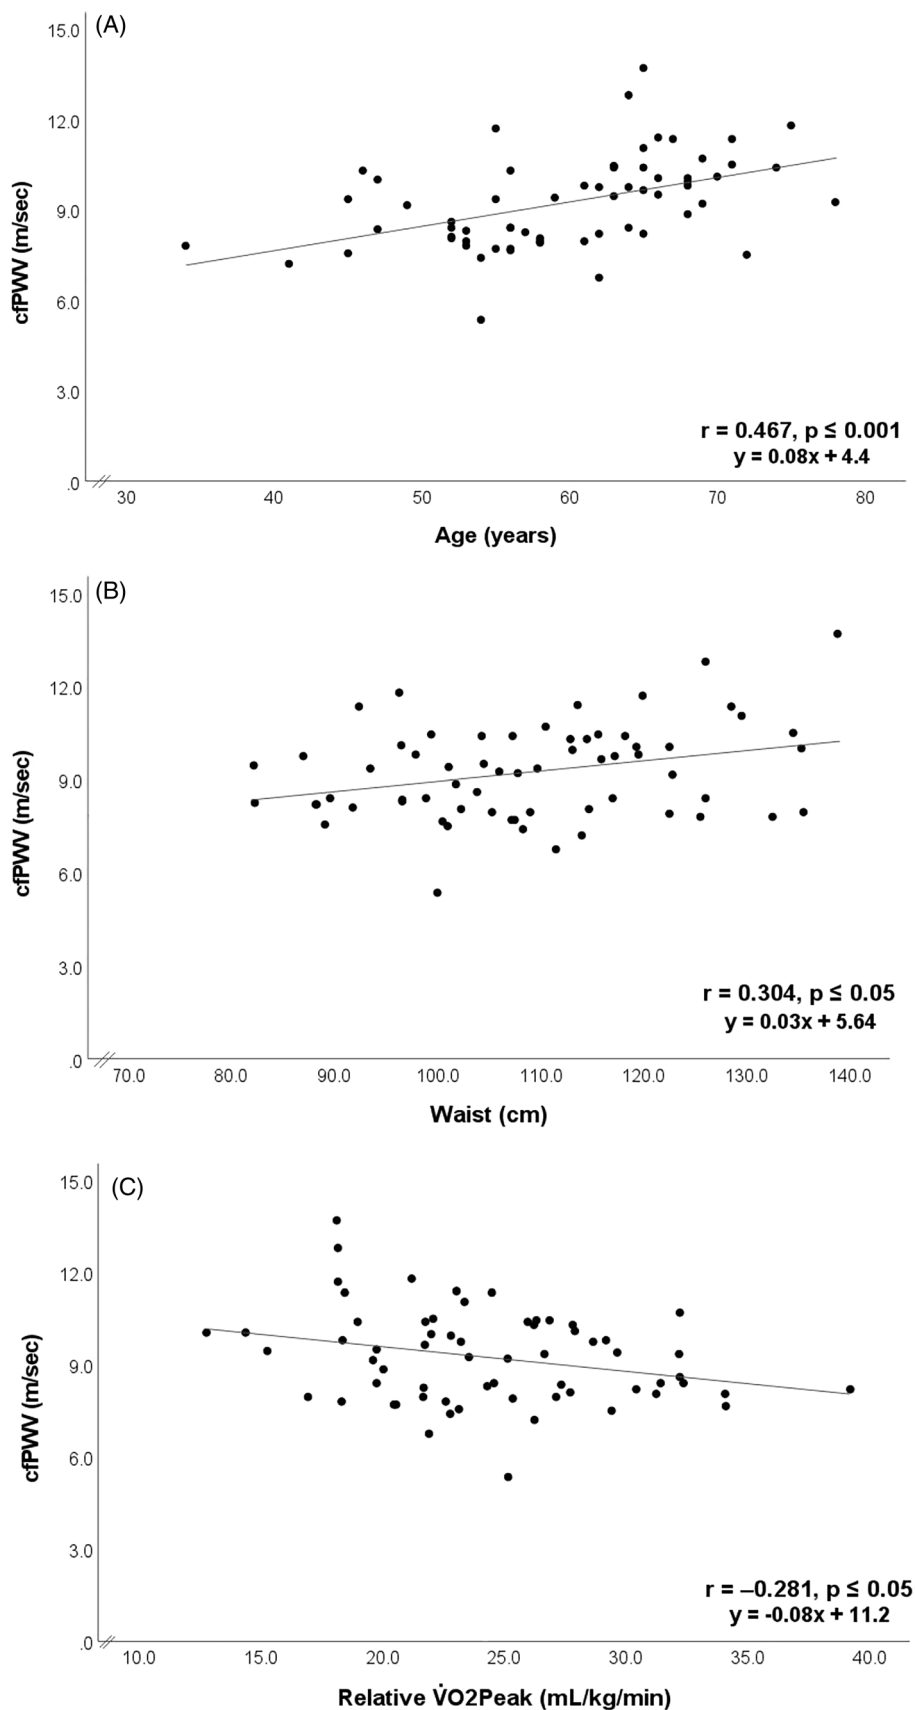 (A)
15.0
12.0
9.0
6.0
3.0
.0
cfPWV (m/sec)
r = 0.467, p ≤ 0.001
y = 0.08x + 4.4
30 40 50 60 70 80
Age (years)
(B)
15.0
12.0
9.0
6.0
3.0
.0
cfPWV (m/sec)
r = 0.304, p ≤ 0.05
y = 0.03x + 5.64
70.0 80.0 90.0 100.0 110.0 120.0 130.0 140.0
Waist (cm)
(C)
15.0
12.0
9.0
6.0
3.0
.0
cfPWV (m/sec)
r = –0.281, p ≤ 0.05
y = -0.08x + 11.2
10.0 15.0 20.0 25.0 30.0 35.0 40.0
Relative V̇O2Peak (mL/kg/min)